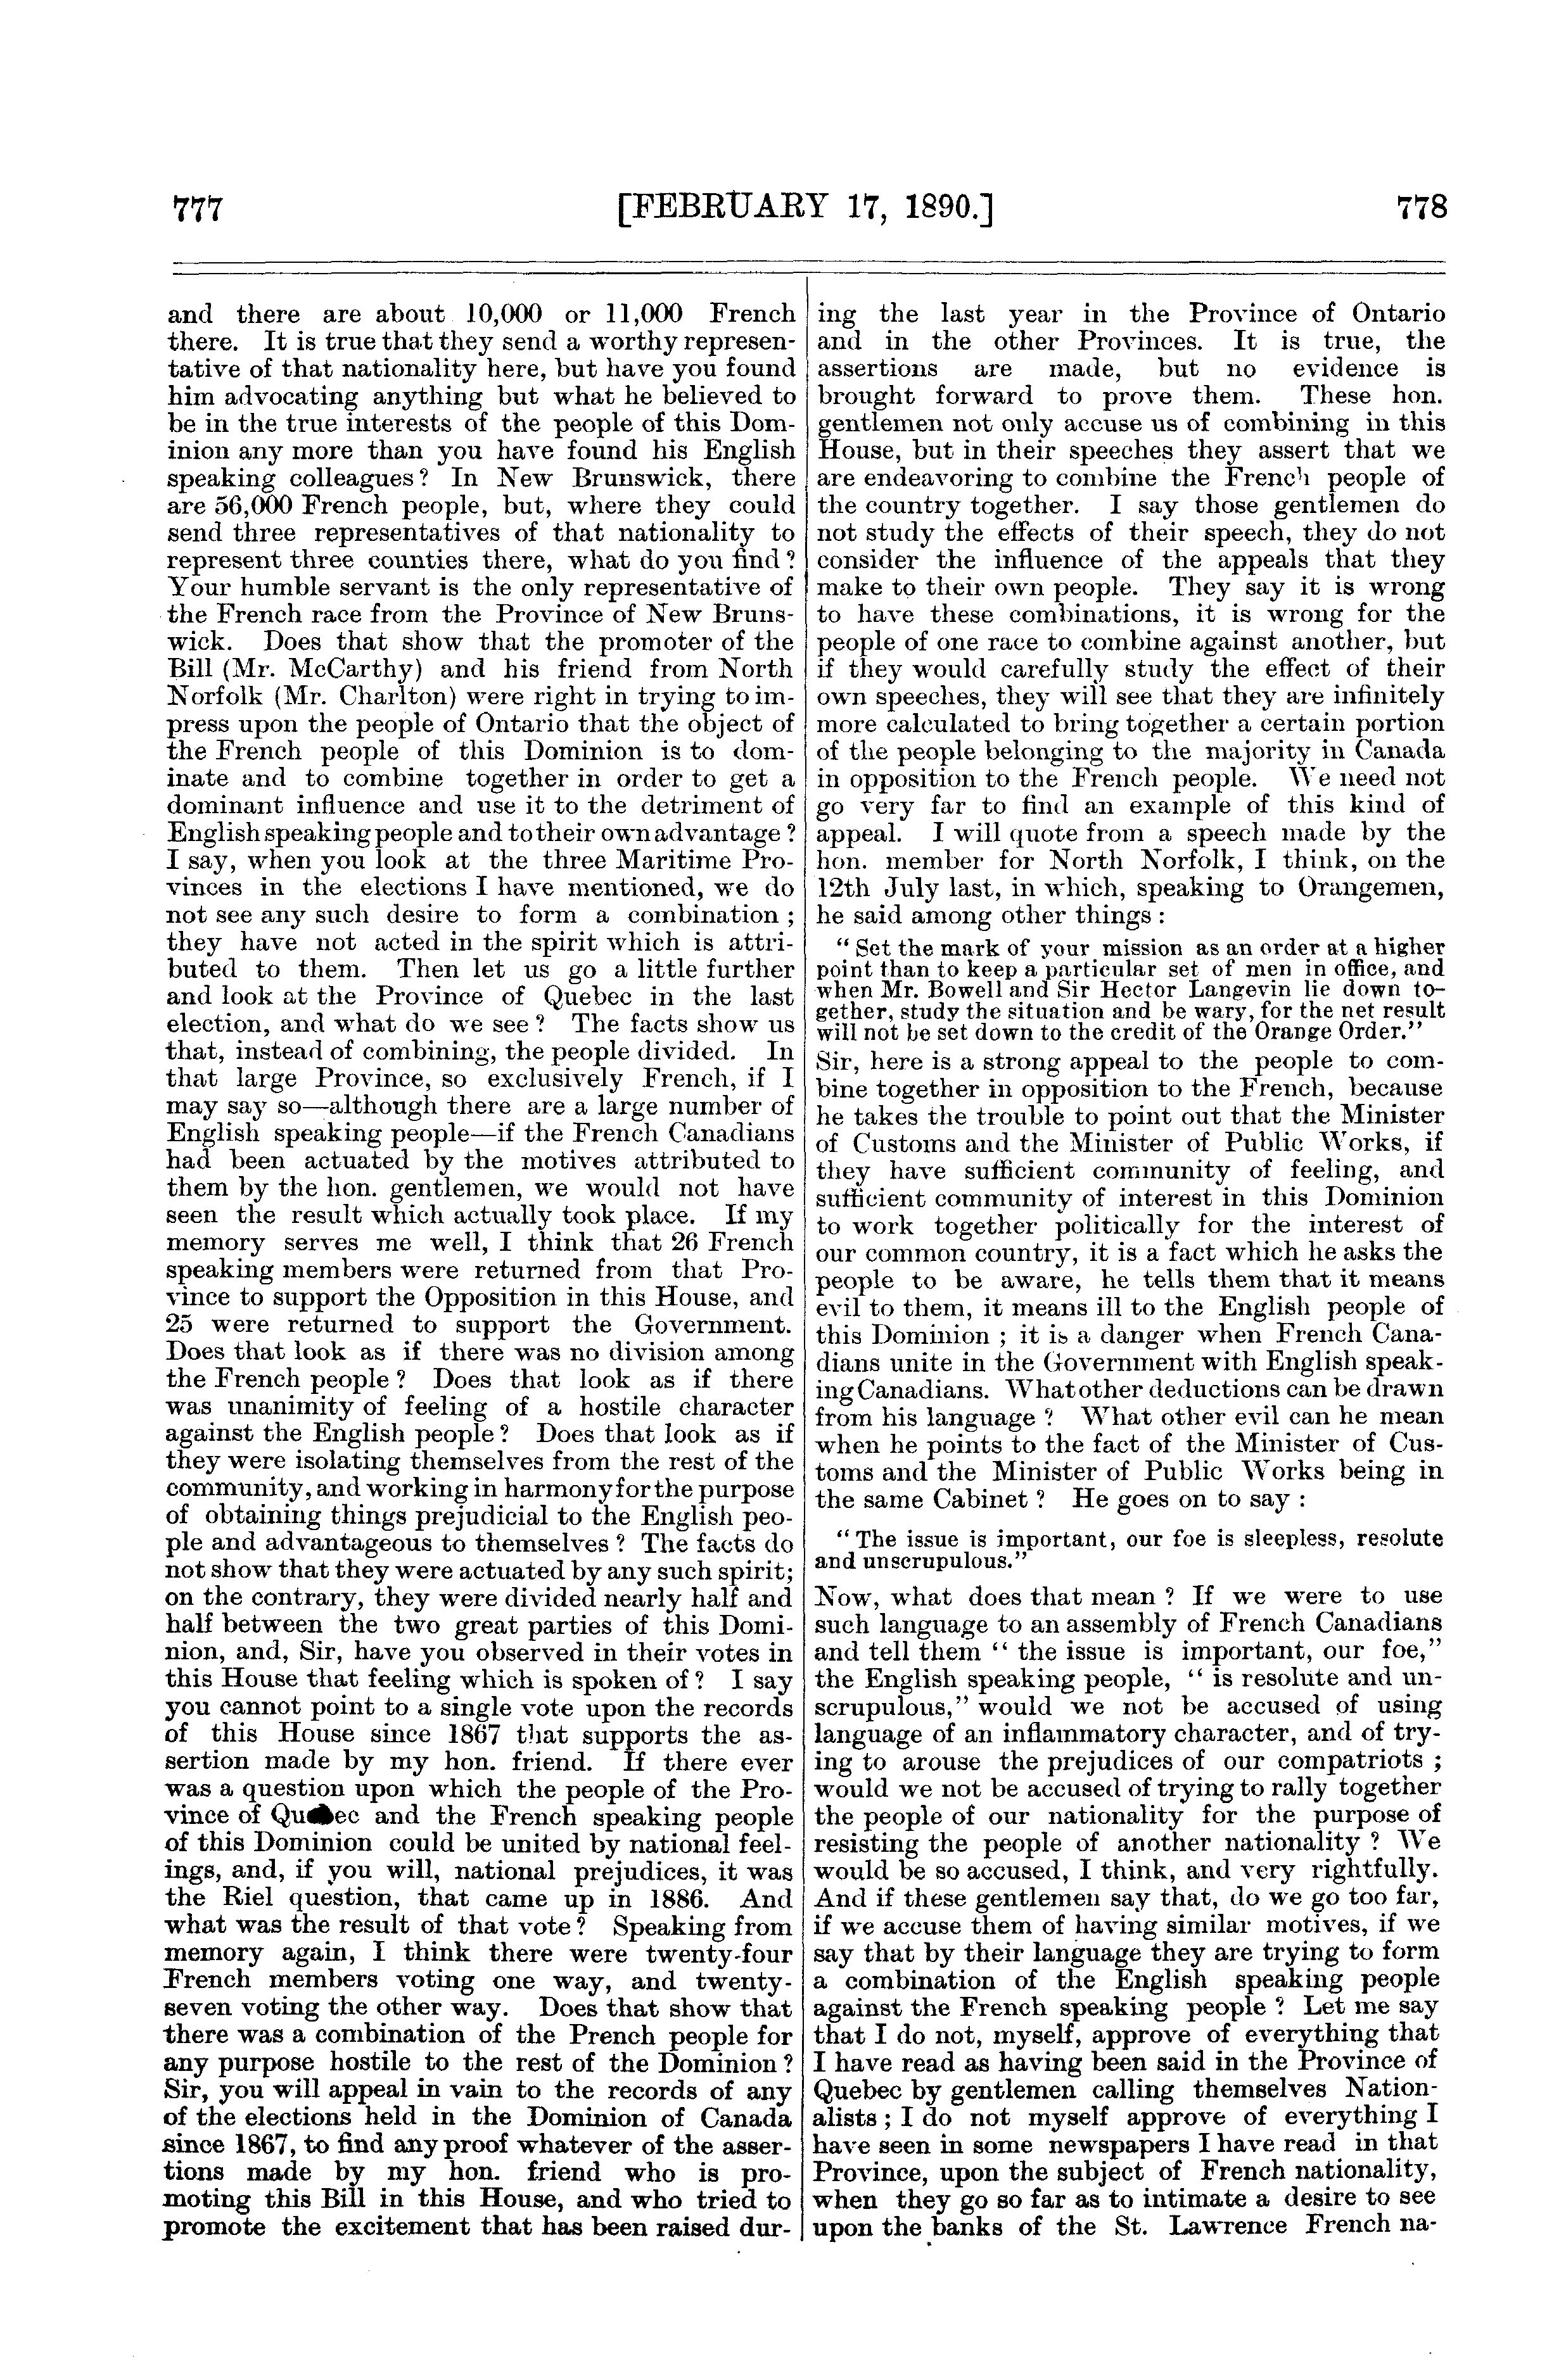 777
[FEBRUARY 17, 1890.]
778
and there are about 10,000 or 11,000 French
there. It is true that they send a worthy represen-
tative of that nationality here, but have you found
him advocating anything but what he believed to
be in the true interests of the people of this Dom-
inion any more than you have found his English
speaking colleagues? In New Brunswick, there
are 56,000 French people, but, where they could
send three representatives of that nationality to
represent three counties there, what do you find?
Your humble servant is the only representative of
the French race from the Province of New Bruns-
wick. Does that show that the promoter of the
Bill (Mr. McCarthy) and his friend from North
Norfolk (Mr. Charlton) were right in trying to im-
press upon the people of Ontario that the object of
the French people of this Dominion is to dom-
inate and to combine together in order to get a
dominant influence and use it to the detriment of
English speaking people and to their own advantage?
I say, when you look at the three Maritime Pro-
vinces in the elections I have mentioned, we do
not see any such desire to form a combination;
they have not acted in the spirit which is attri-
buted to them. Then let us go a little further
and look at the Province of Quebec in the last
election, and what do we see? The facts show us
that, instead of combining, the people divided. In
that large Province, so exclusively French, if I
may say so—although there are a large number of
English speaking people—if the French Canadians
had been actuated by the motives attributed to
them by the hon. gentlemen, we would not have
seen the result which actually took place. If my
memory serves me well, I think that 26 French
speaking members were returned from that Pro-
vince to support the Opposition in this House, and
25 were returned to support the Government.
Does that look as if there was no division among
the French people? Does that look as if there
was unanimity of feeling of a hostile character
against the English people? Does that look as if
they were isolating themselves from the rest of the
community, and working in harmony for the purpose
of obtaining things prejudicial to the English peo-
ple and advantageous to themselves? The facts do
not show that they were actuated by any such spirit;
on the contrary, they were divided nearly half and
half between the two great parties of this Domi-
nion, and, Sir, have you observed in their votes in
this House that feeling which is spoken of? I say
you cannot point to a single vote upon the records
of this House since 1867 that supports the as-
sertion made by my hon. friend. If there ever
was a question upon which the people of the Pro-
vince of Quebec and the French speaking people
of this Dominion could be united by national feel-
ings, and, if you will, national prejudices, it was
the Riel question, that came up in 1886. And
what was the result of that vote? Speaking from
memory again, I think there were twenty-four
French members voting one way, and twenty-
seven voting the other way. Does that show that
there was a combination of the Prench people for
any purpose hostile to the rest of the Dominion?
Sir, you will appeal in vain to the records of any
of the elections held in the Dominion of Canada
since 1867, to find any proof whatever of the asser-
tions made by my hon. friend who is pro-
moting this Bill in this House, and who tried to
promote the excitement that has been raised dur-
ing the last year in the Province of Ontario
and in the other Provinces. It is true, the
assertions are made, but no evidence is
brought forward to prove them. These hon.
gentlemen not only accuse us of combining in this
House, but in their speeches they assert that we
are endeavoring to combine the French people of
the country together. I say those gentlemen do
not study the effects of their speech, they do not
consider the influence of the appeals that they
make to their own people. They say it is wrong
to have these combinations, it is wrong for the
people of one race to combine against another, but
if they would carefully study the effect of their
own speeches, they will see that they are infinitely
more calculated to bring together a certain portion
of the people belonging to the majority in Canada
in opposition to the French people. We need not
go very far to find an example of this kind of
appeal. I will quote from a speech made by the
hon. member for North Norfolk, I think, on the
12th July last, in which, speaking to Orangemen,
he said among other things:
"Set the mark of your mission as an order at a higher
point than to keep a particular set of men in office, and
when Mr. Bowell and Sir Hector Langevin lie down to-
gether, study the situation and be wary, for the net result
will not be set down to the credit of the Orange Order."
Sir, here is a strong appeal to the people to com-
bine together in opposition to the French, because
he takes the trouble to point out that the Minister
of Customs and the Minister of Public Works, if
they have sufficient community of feeling, and
sufficient community of interest in this Dominion
to work together politically for the interest of
our common country, it is a fact which he asks the
people to be aware, he tells them that it means
evil to them, it means ill to the English people of
this Dominion; it is a danger when French Cana-
dians unite in the Government with English speak-
ing Canadians. What other deductions can be drawn
from his language? What other evil can he mean
when he points to the fact of the Minister of Cus-
toms and the Minister of Public Works being in
the same Cabinet? He goes on to say:
"The issue is important, our foe is sleepless, resolute
and unscrupulous."
Now, what does that mean? If we were to use
such language to an assembly of French Canadians
and tell them "the issue is important, our foe,"
the English speaking people, "is resolute and un-
scrupulous," would we not be accused of using
language of an inflammatory character, and of try-
ing to arouse the prejudices of our compatriots;
would we not be accused of trying to rally together
the people of our nationality for the purpose of
resisting the people of another nationality? We
would be so accused, I think, and very rightfully.
And if these gentlemen say that, do we go too far,
if we accuse them of having similar motives, if we
say that by their language they are trying to form
a combination of the English speaking people
against the French speaking people? Let me say
that I do not, myself, approve of everything that
I have read as having been said in the Province of
Quebec by gentlemen calling themselves Nation-
alists; I do not myself approve of everything I
have seen in some newspapers I have read in that
Province, upon the subject of French nationality,
when they go so far as to intimate a desire to see
upon the banks of the St. Lawrence French na-